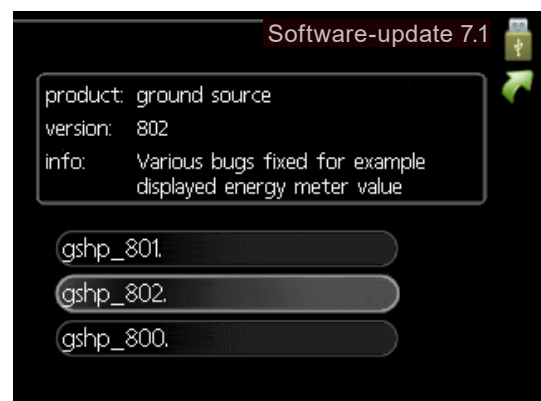 Software-update 7.1
product: ground source
version: 802
info: Various bugs fixed for example
displayed energy meter value
gshp_801.
gshp_802.
gshp_800.